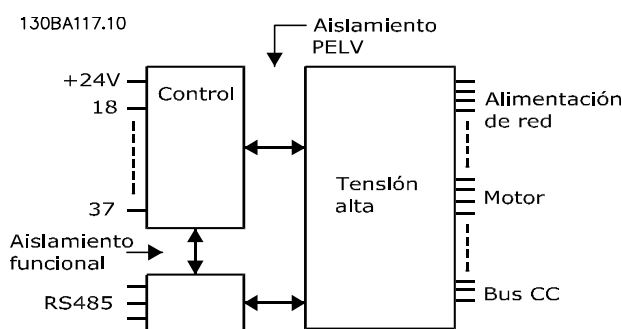 130BA117.10
Aislamiento
PELV
+24V
18
37
Control
Tensión
alta
Alimentación
de red
Motor
Bus CC
Aislamiento
funcional
RS485